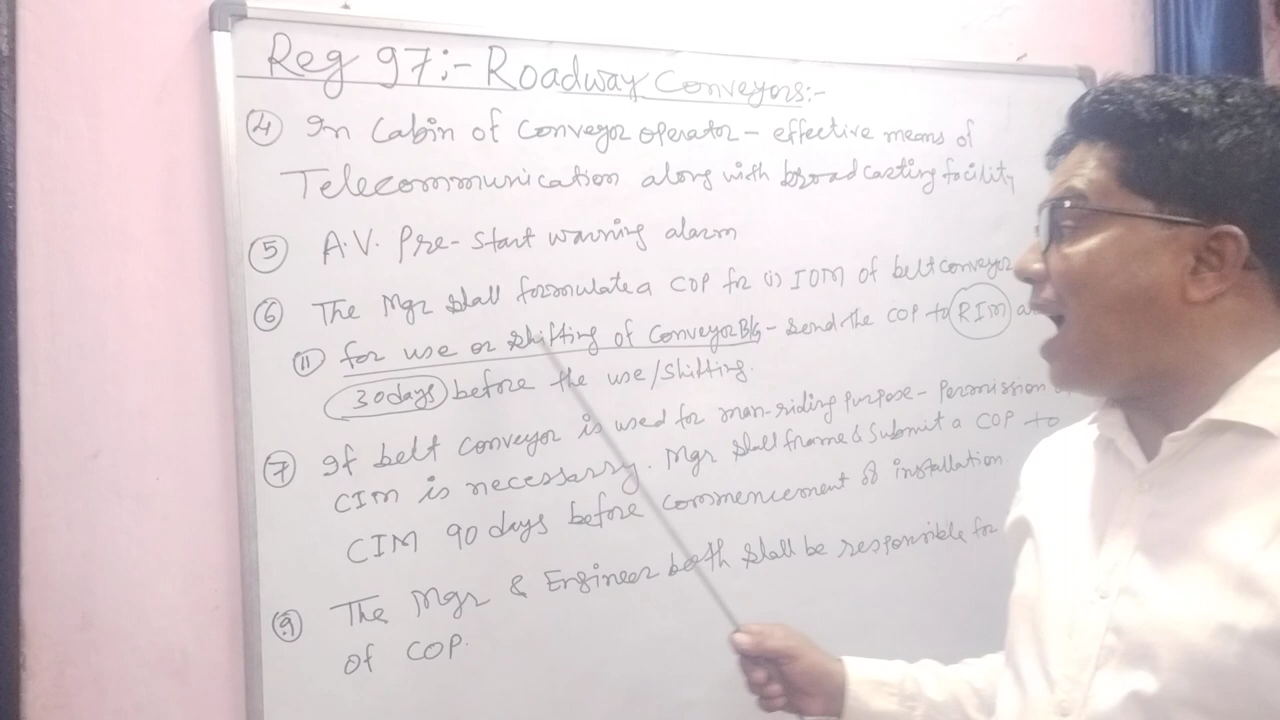 Reg 97:- Roadway Conveyors:-
④ In Cabin of Conveyor operator - effective means of
Telecommunication along with broadcasting facility
⑤ A.V. Pre-start warning alarm
⑥ The Mgr shall formulate a COP for (i) IOM of belt conveyor
(ii) for use or shifting of conveyor Blg - send the COP to RIM
30 days before the use/shifting.
⑦ If belt conveyor is used for man-riding purpose - Permission
CIM is necessary. Mgr shall frame & Submit a COP to
CIM 90 days before commencement of installation
⑨ The Mgr & Engineer both shall be responsible for
of COP.